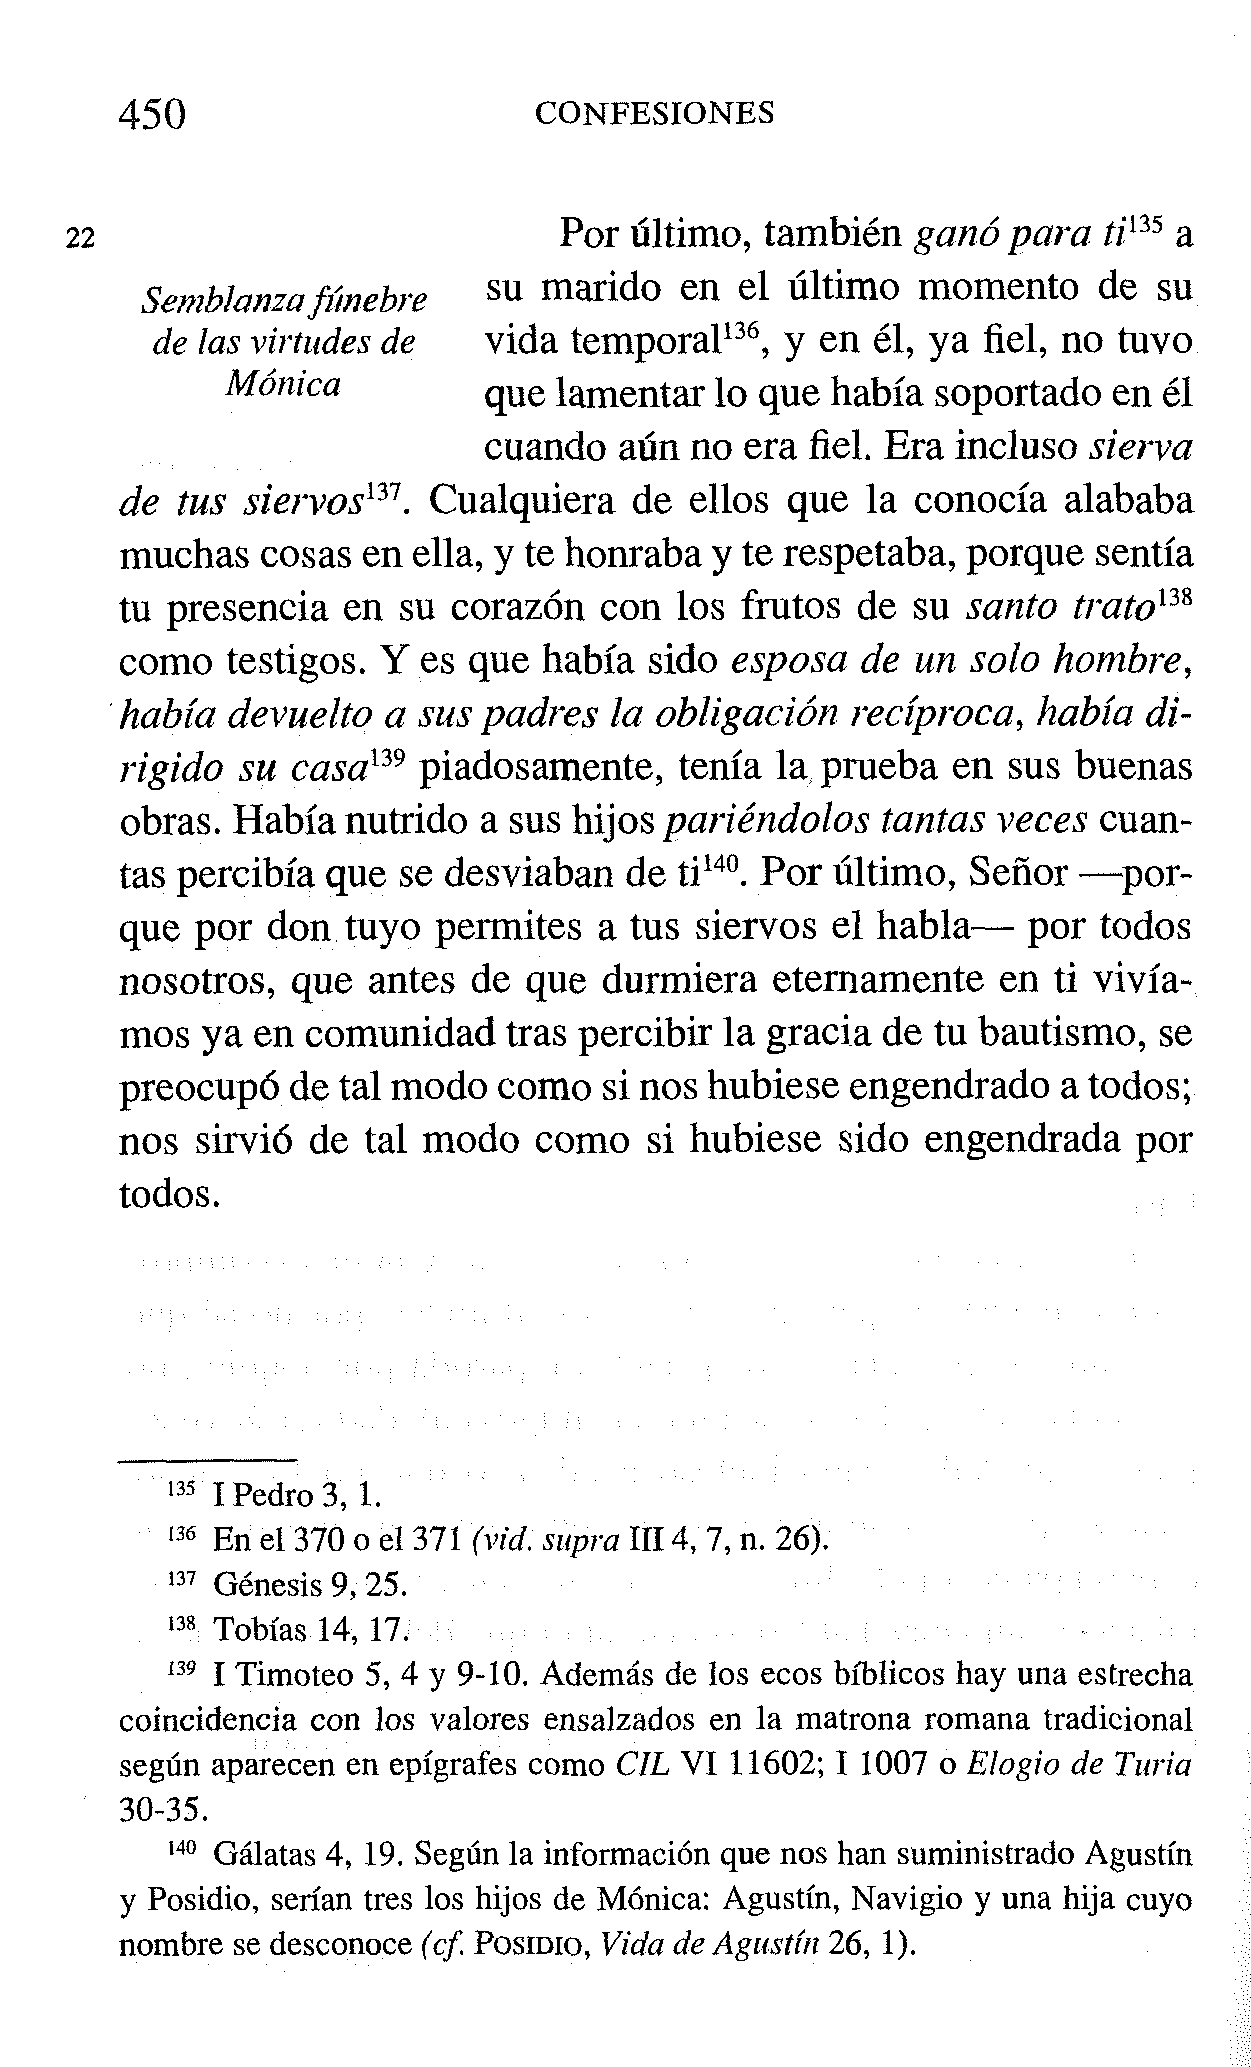 450 CONFESIONES
22
Semblanza fúnebre
de las virtudes de
Mónica
Por último, también ganó para ti¹³⁵ a
su marido en el último momento de su
vida temporal¹³⁶, y en él, ya fiel, no tuvo
que lamentar lo que había soportado en él
cuando aún no era fiel. Era incluso sierva
de tus siervos¹³⁷. Cualquiera de ellos que la conocía alababa
muchas cosas en ella, y te honraba y te respetaba, porque sentía
tu presencia en su corazón con los frutos de su santo trato¹³⁸
como testigos. Y es que había sido esposa de un solo hombre,
había devuelto a sus padres la obligación recíproca, había di-
rigido su casa¹³⁹ piadosamente, tenía la prueba en sus buenas
obras. Había nutrido a sus hijos pariéndolos tantas veces cuan-
tas percibía que se desviaban de ti¹⁴⁰. Por último, Señor —por-
que por don tuyo permites a tus siervos el habla— por todos
nosotros, que antes de que durmiera eternamente en ti vivía-
mos ya en comunidad tras percibir la gracia de tu bautismo, se
preocupó de tal modo como si nos hubiese engendrado a todos;
nos sirvió de tal modo como si hubiese sido engendrada por
todos.
¹³⁵ I Pedro 3, 1.
¹³⁶ En el 370 o el 371 (vid. supra III 4, 7, n. 26).
¹³⁷ Génesis 9, 25.
¹³⁸ Tobías 14, 17.
¹³⁹ I Timoteo 5, 4 y 9-10. Además de los ecos bíblicos hay una estrecha
coincidencia con los valores ensalzados en la matrona romana tradicional
según aparecen en epígrafes como CIL VI 11602; I 1007 o Elogio de Turia
30-35.
¹⁴⁰ Gálatas 4, 19. Según la información que nos han suministrado Agustín
y Posidio, serían tres los hijos de Mónica: Agustín, Navigio y una hija cuyo
nombre se desconoce (cf. POSIDIO, Vida de Agustín 26, 1).